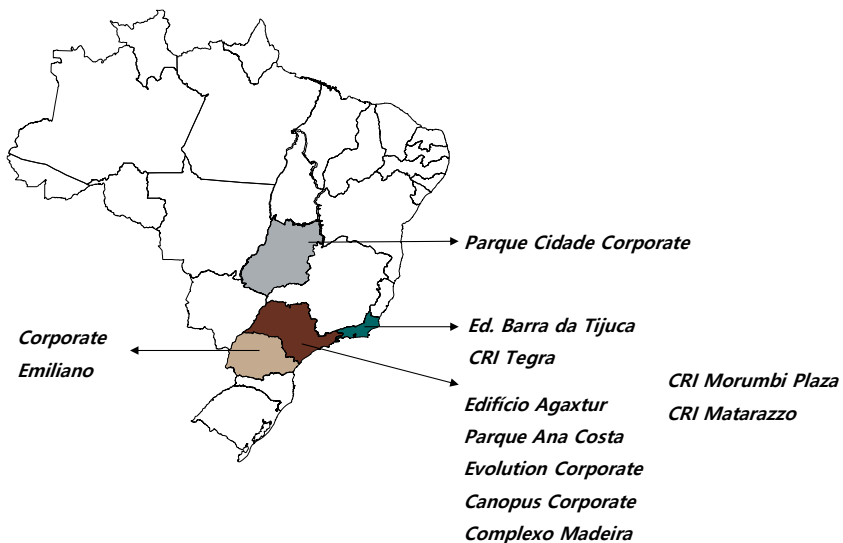 Parque Cidade Corporate
Ed. Barra da Tijuca
CRI Tegra
Corporate
Emiliano
Edifício Agaxtur
Parque Ana Costa
Evolution Corporate
Canopus Corporate
Complexo Madeira
CRI Morumbi Plaza
CRI Matarazzo